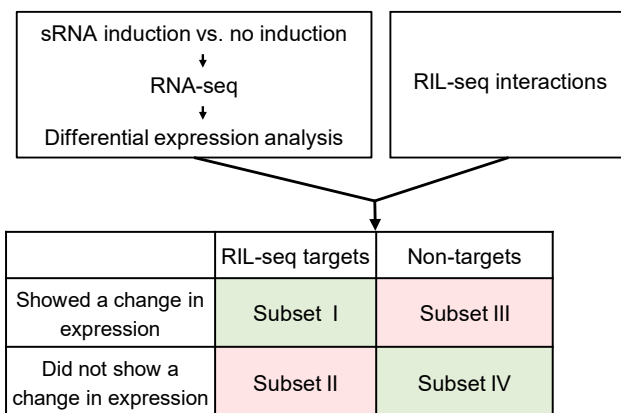 sRNA induction vs. no induction
RNA-seq
Differential expression analysis
RIL-seq interactions
RIL-seq targets
Non-targets
Showed a change in
expression
Subset I
Subset III
Did not show a
change in expression
Subset II
Subset IV